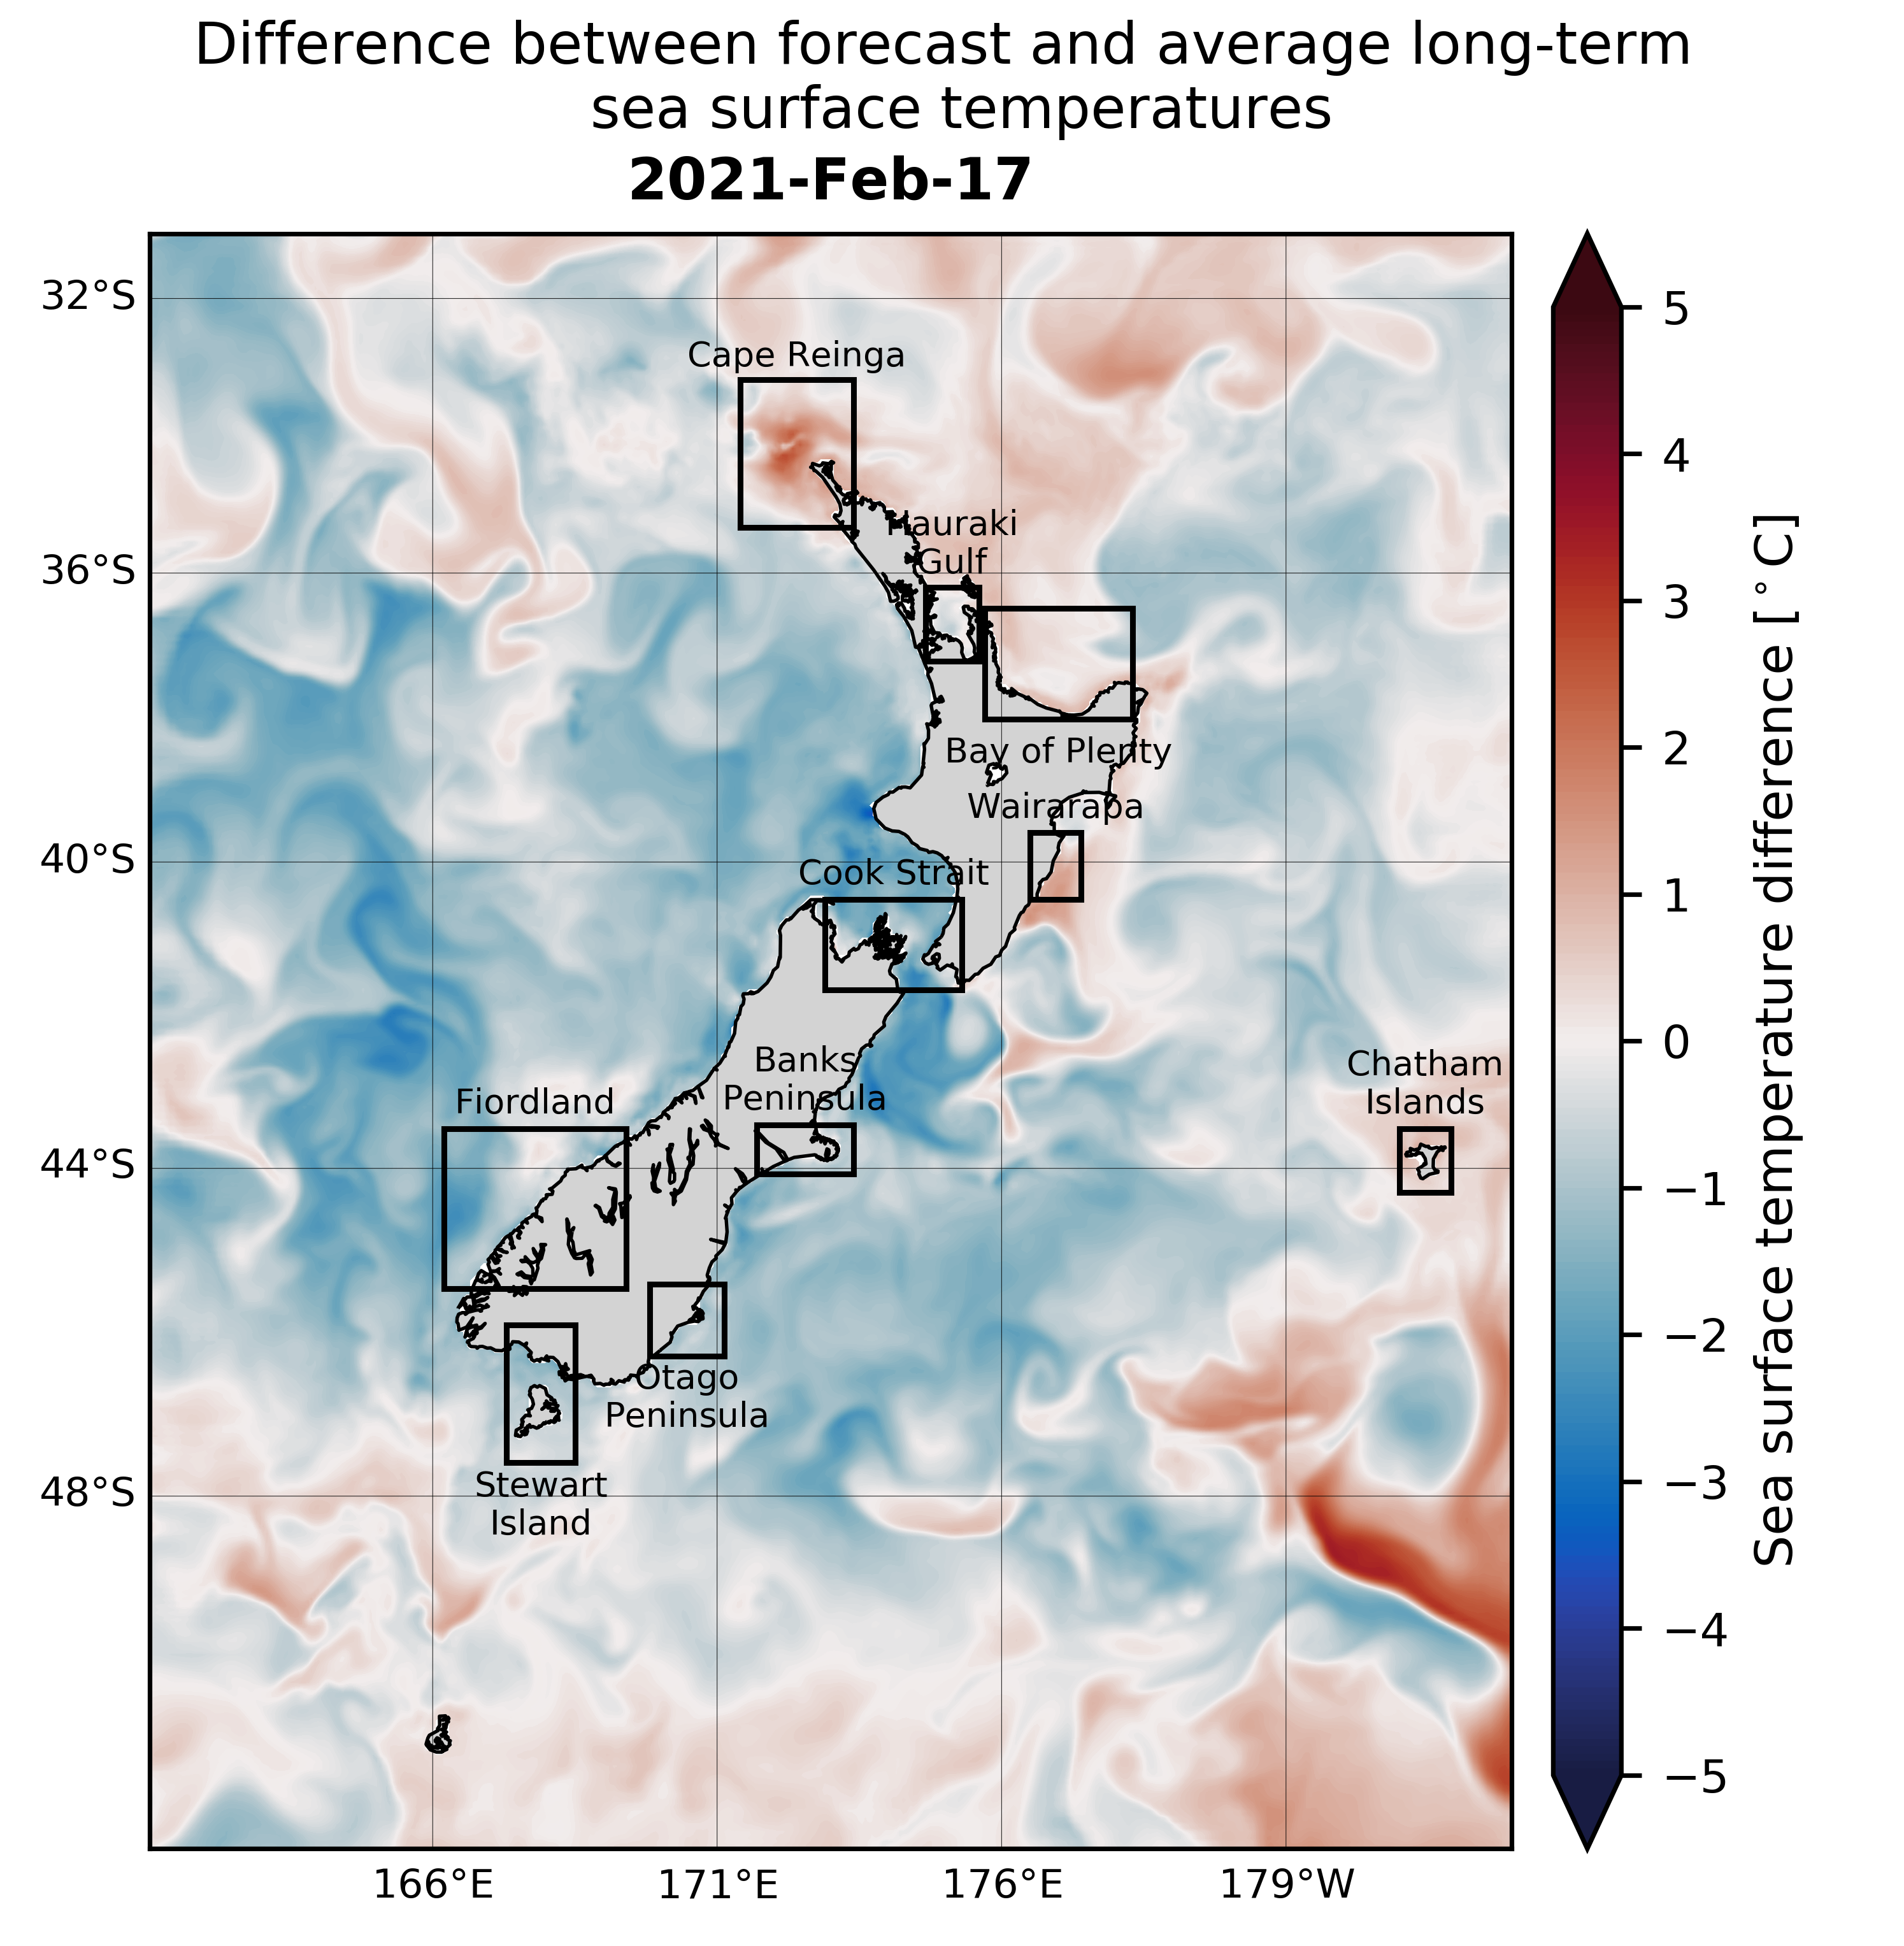 Difference between forecast and average long-term
sea surface temperatures
2021-Feb-17
32°S
36°S
40°S
44°S
48°S
166°E
171°E
176°E
179°W
Cape Reinga
Hauraki
Gulf
Bay of Plenty
Wairarapa
Cook Strait
Banks
Peninsula
Chatham
Islands
Fiordland
Otago
Peninsula
Stewart
Island
5
4
3
2
1
0
−1
−2
−3
−4
−5
Sea surface temperature difference [°C]